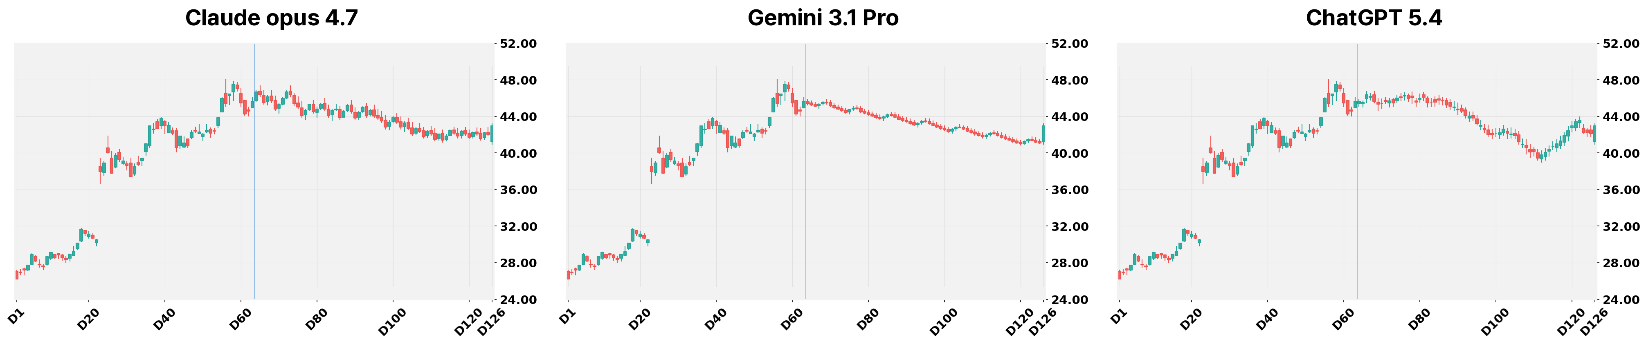 Claude opus 4.7
52.00
48.00
44.00
40.00
36.00
32.00
28.00
24.00
D1
D20
D40
D60
D80
D100
D120
D126
Gemini 3.1 Pro
52.00
48.00
44.00
40.00
36.00
32.00
28.00
24.00
D1
D20
D40
D60
D80
D100
D120
D126
ChatGPT 5.4
52.00
48.00
44.00
40.00
36.00
32.00
28.00
24.00
D1
D20
D40
D60
D80
D100
D120
D126